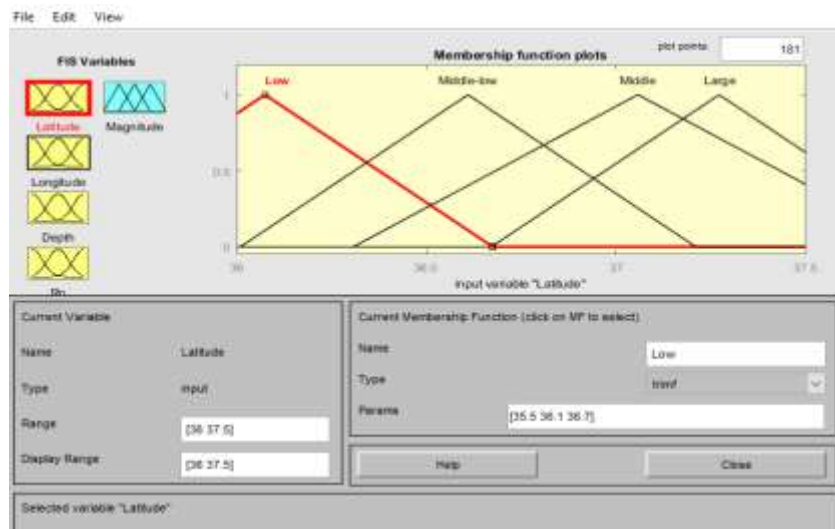 File Edit View
FIS Variables
Latitude Magnitude
Longitude
Depth
Rn
Membership function plots
plot points: 181
Low Middle-low Middle Large
1
0.5
0
36 36.5 37 37.5
input variable "Latitude"
Current Variable
Name Latitude
Type input
Range [36 37.5]
Display Range [36 37.5]
Current Membership Function (click on MF to select)
Name Low
Type trimf
Params [35.5 36.1 36.7]
Help Close
Selected variable "Latitude"